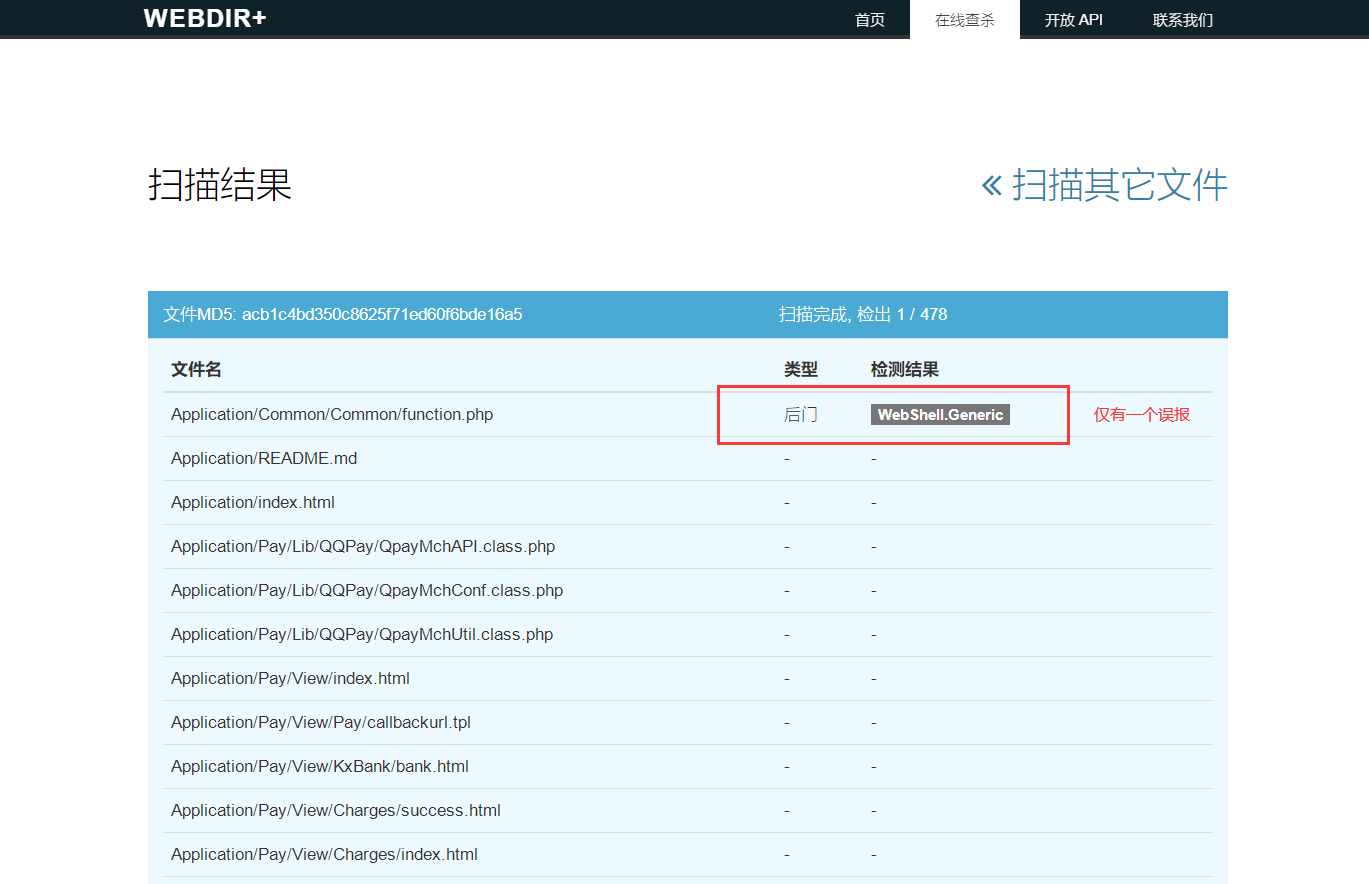 WEBDIR+ 首页 在线查杀 开放 API 联系我们
扫描结果 « 扫描其它文件
文件MD5: acb1c4bd350c8625f71ed60f6bde16a5 扫描完成, 检出 1 / 478
文件名 类型 检测结果
Application/Common/Common/function.php 后门 WebShell.Generic 仅有一个误报
Application/README.md - -
Application/index.html - -
Application/Pay/Lib/QQPay/QpayMchAPI.class.php - -
Application/Pay/Lib/QQPay/QpayMchConf.class.php - -
Application/Pay/Lib/QQPay/QpayMchUtil.class.php - -
Application/Pay/View/index.html - -
Application/Pay/View/Pay/callbackurl.tpl - -
Application/Pay/View/KxBank/bank.html - -
Application/Pay/View/Charges/success.html - -
Application/Pay/View/Charges/index.html - -